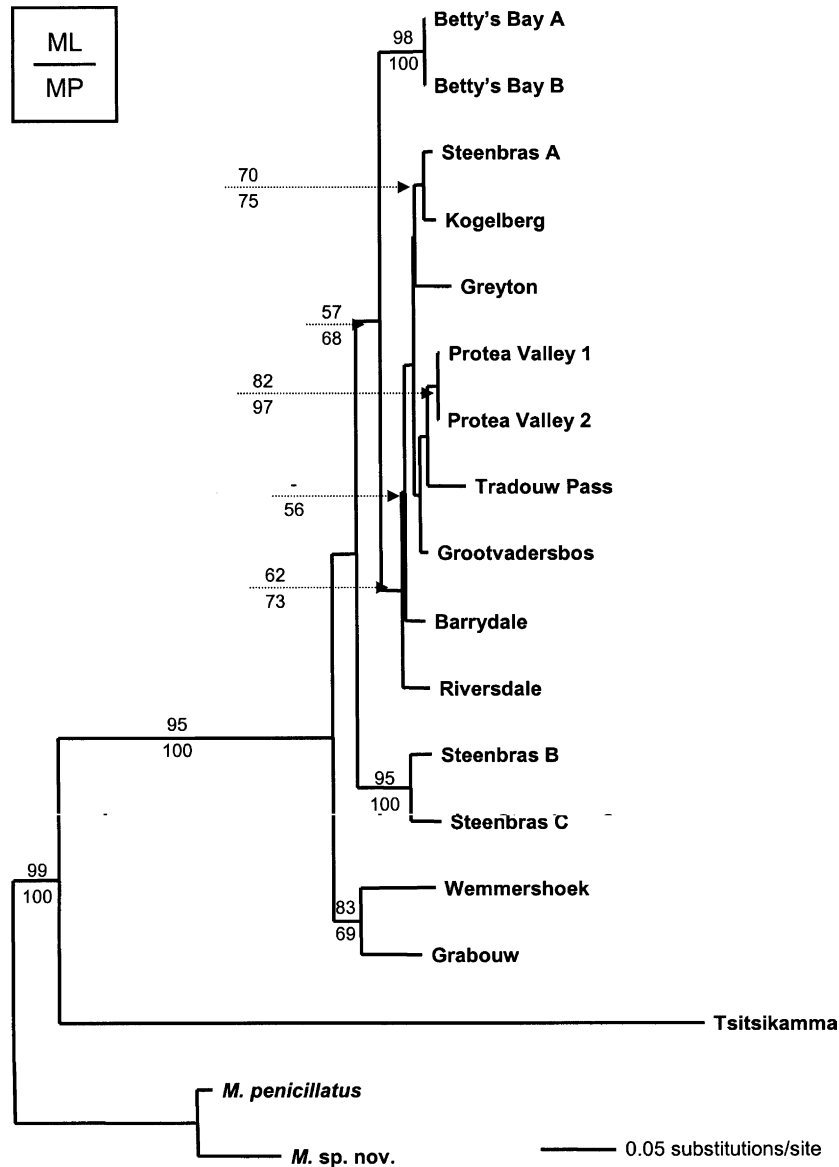 ML
MP
98
100
Betty's Bay A
Betty's Bay B
Steenbras A
70
75
Kogelberg
Greyton
57
68
Protea Valley 1
82
97
Protea Valley 2
Tradouw Pass
-
56
Grootvadersbos
62
73
Barrydale
Riversdale
95
100
Steenbras B
95
100
Steenbras C
99
100
Wemmershoek
83
69
Grabouw
Tsitsikamma
M. penicillatus
M. sp. nov.
0.05 substitutions/site